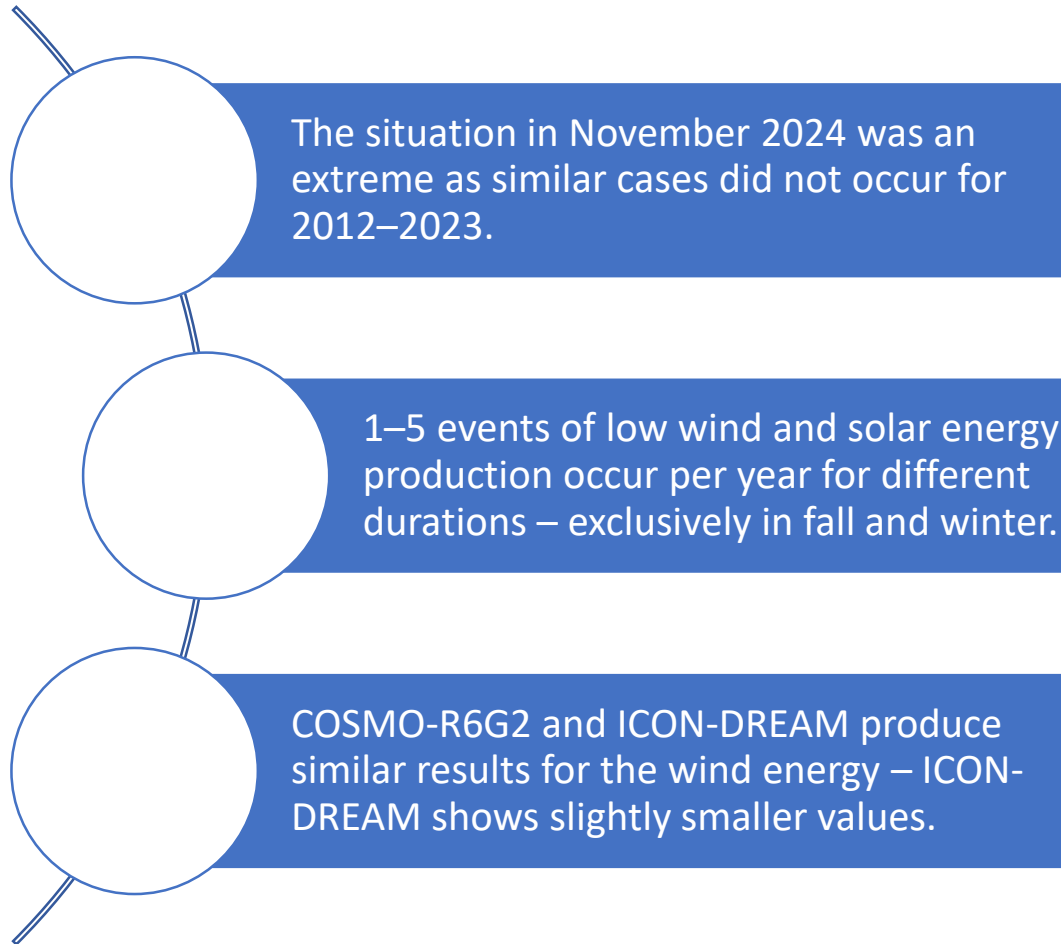 The situation in November 2024 was an
extreme as similar cases did not occur for
2012–2023.
1–5 events of low wind and solar energy
production occur per year for different
durations – exclusively in fall and winter.
COSMO-R6G2 and ICON-DREAM produce
similar results for the wind energy – ICON-
DREAM shows slightly smaller values.